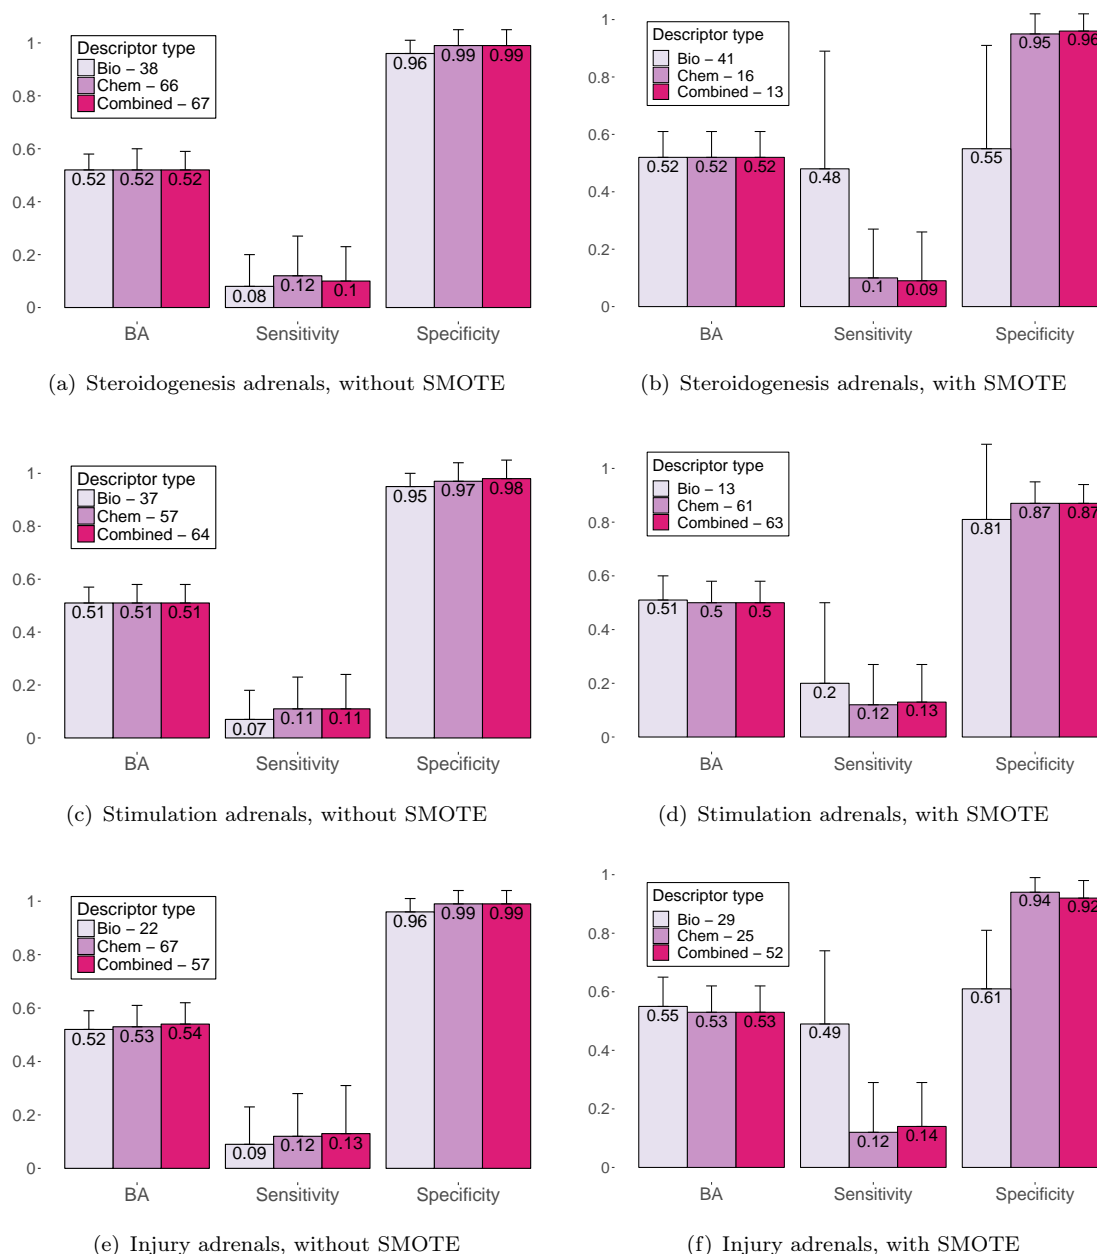 Descriptor type
Bio – 38
Chem – 66
Combined – 67
1
0.8
0.6
0.4
0.2
0
0.52
0.52
0.52
0.08
0.12
0.1
0.96
0.99
0.99
BA
Sensitivity
Specificity
(a) Steroidogenesis adrenals, without SMOTE
Descriptor type
Bio – 41
Chem – 16
Combined – 13
1
0.8
0.6
0.4
0.2
0
0.52
0.52
0.52
0.48
0.1
0.09
0.55
0.95
0.96
BA
Sensitivity
Specificity
(b) Steroidogenesis adrenals, with SMOTE
Descriptor type
Bio – 37
Chem – 57
Combined – 64
1
0.8
0.6
0.4
0.2
0
0.51
0.51
0.51
0.07
0.11
0.11
0.95
0.97
0.98
BA
Sensitivity
Specificity
(c) Stimulation adrenals, without SMOTE
Descriptor type
Bio – 13
Chem – 61
Combined – 63
1
0.8
0.6
0.4
0.2
0
0.51
0.5
0.5
0.2
0.12
0.13
0.81
0.87
0.87
BA
Sensitivity
Specificity
(d) Stimulation adrenals, with SMOTE
Descriptor type
Bio – 22
Chem – 67
Combined – 57
1
0.8
0.6
0.4
0.2
0
0.52
0.53
0.54
0.09
0.12
0.13
0.96
0.99
0.99
BA
Sensitivity
Specificity
(e) Injury adrenals, without SMOTE
Descriptor type
Bio – 29
Chem – 25
Combined – 52
1
0.8
0.6
0.4
0.2
0
0.55
0.53
0.53
0.49
0.12
0.14
0.61
0.94
0.92
BA
Sensitivity
Specificity
(f) Injury adrenals, with SMOTE